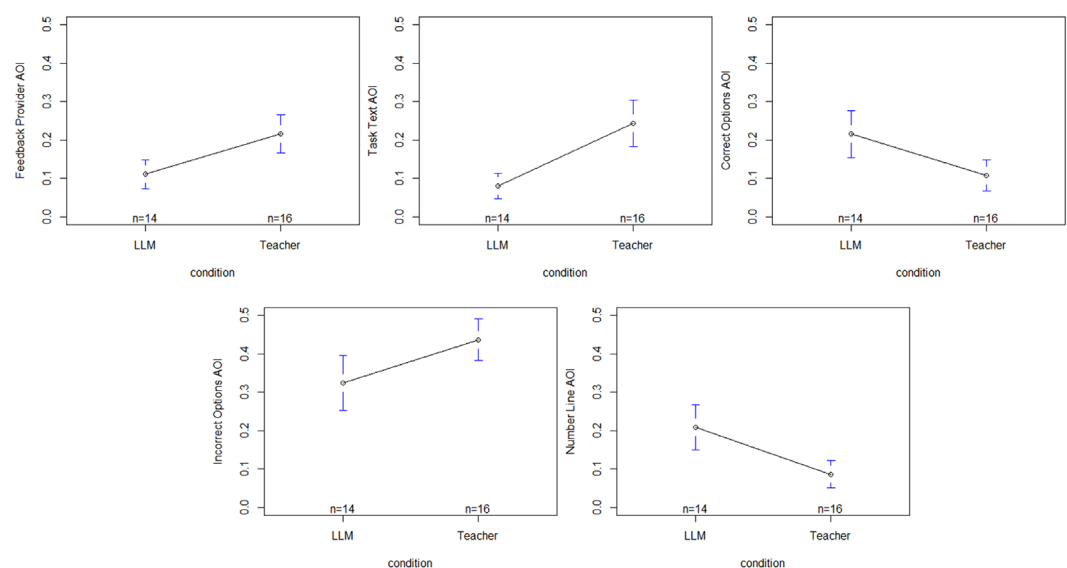 Feedback Provider AOI
0.5
0.4
0.3
0.2
0.1
0.0
n=14
n=16
LLM
Teacher
condition
Task Text AOI
0.5
0.4
0.3
0.2
0.1
0.0
n=14
n=16
LLM
Teacher
condition
Correct Options AOI
0.5
0.4
0.3
0.2
0.1
0.0
n=14
n=16
LLM
Teacher
condition
Incorrect Options AOI
0.5
0.4
0.3
0.2
0.1
0.0
n=14
n=16
LLM
Teacher
condition
Number Line AOI
0.5
0.4
0.3
0.2
0.1
0.0
n=14
n=16
LLM
Teacher
condition